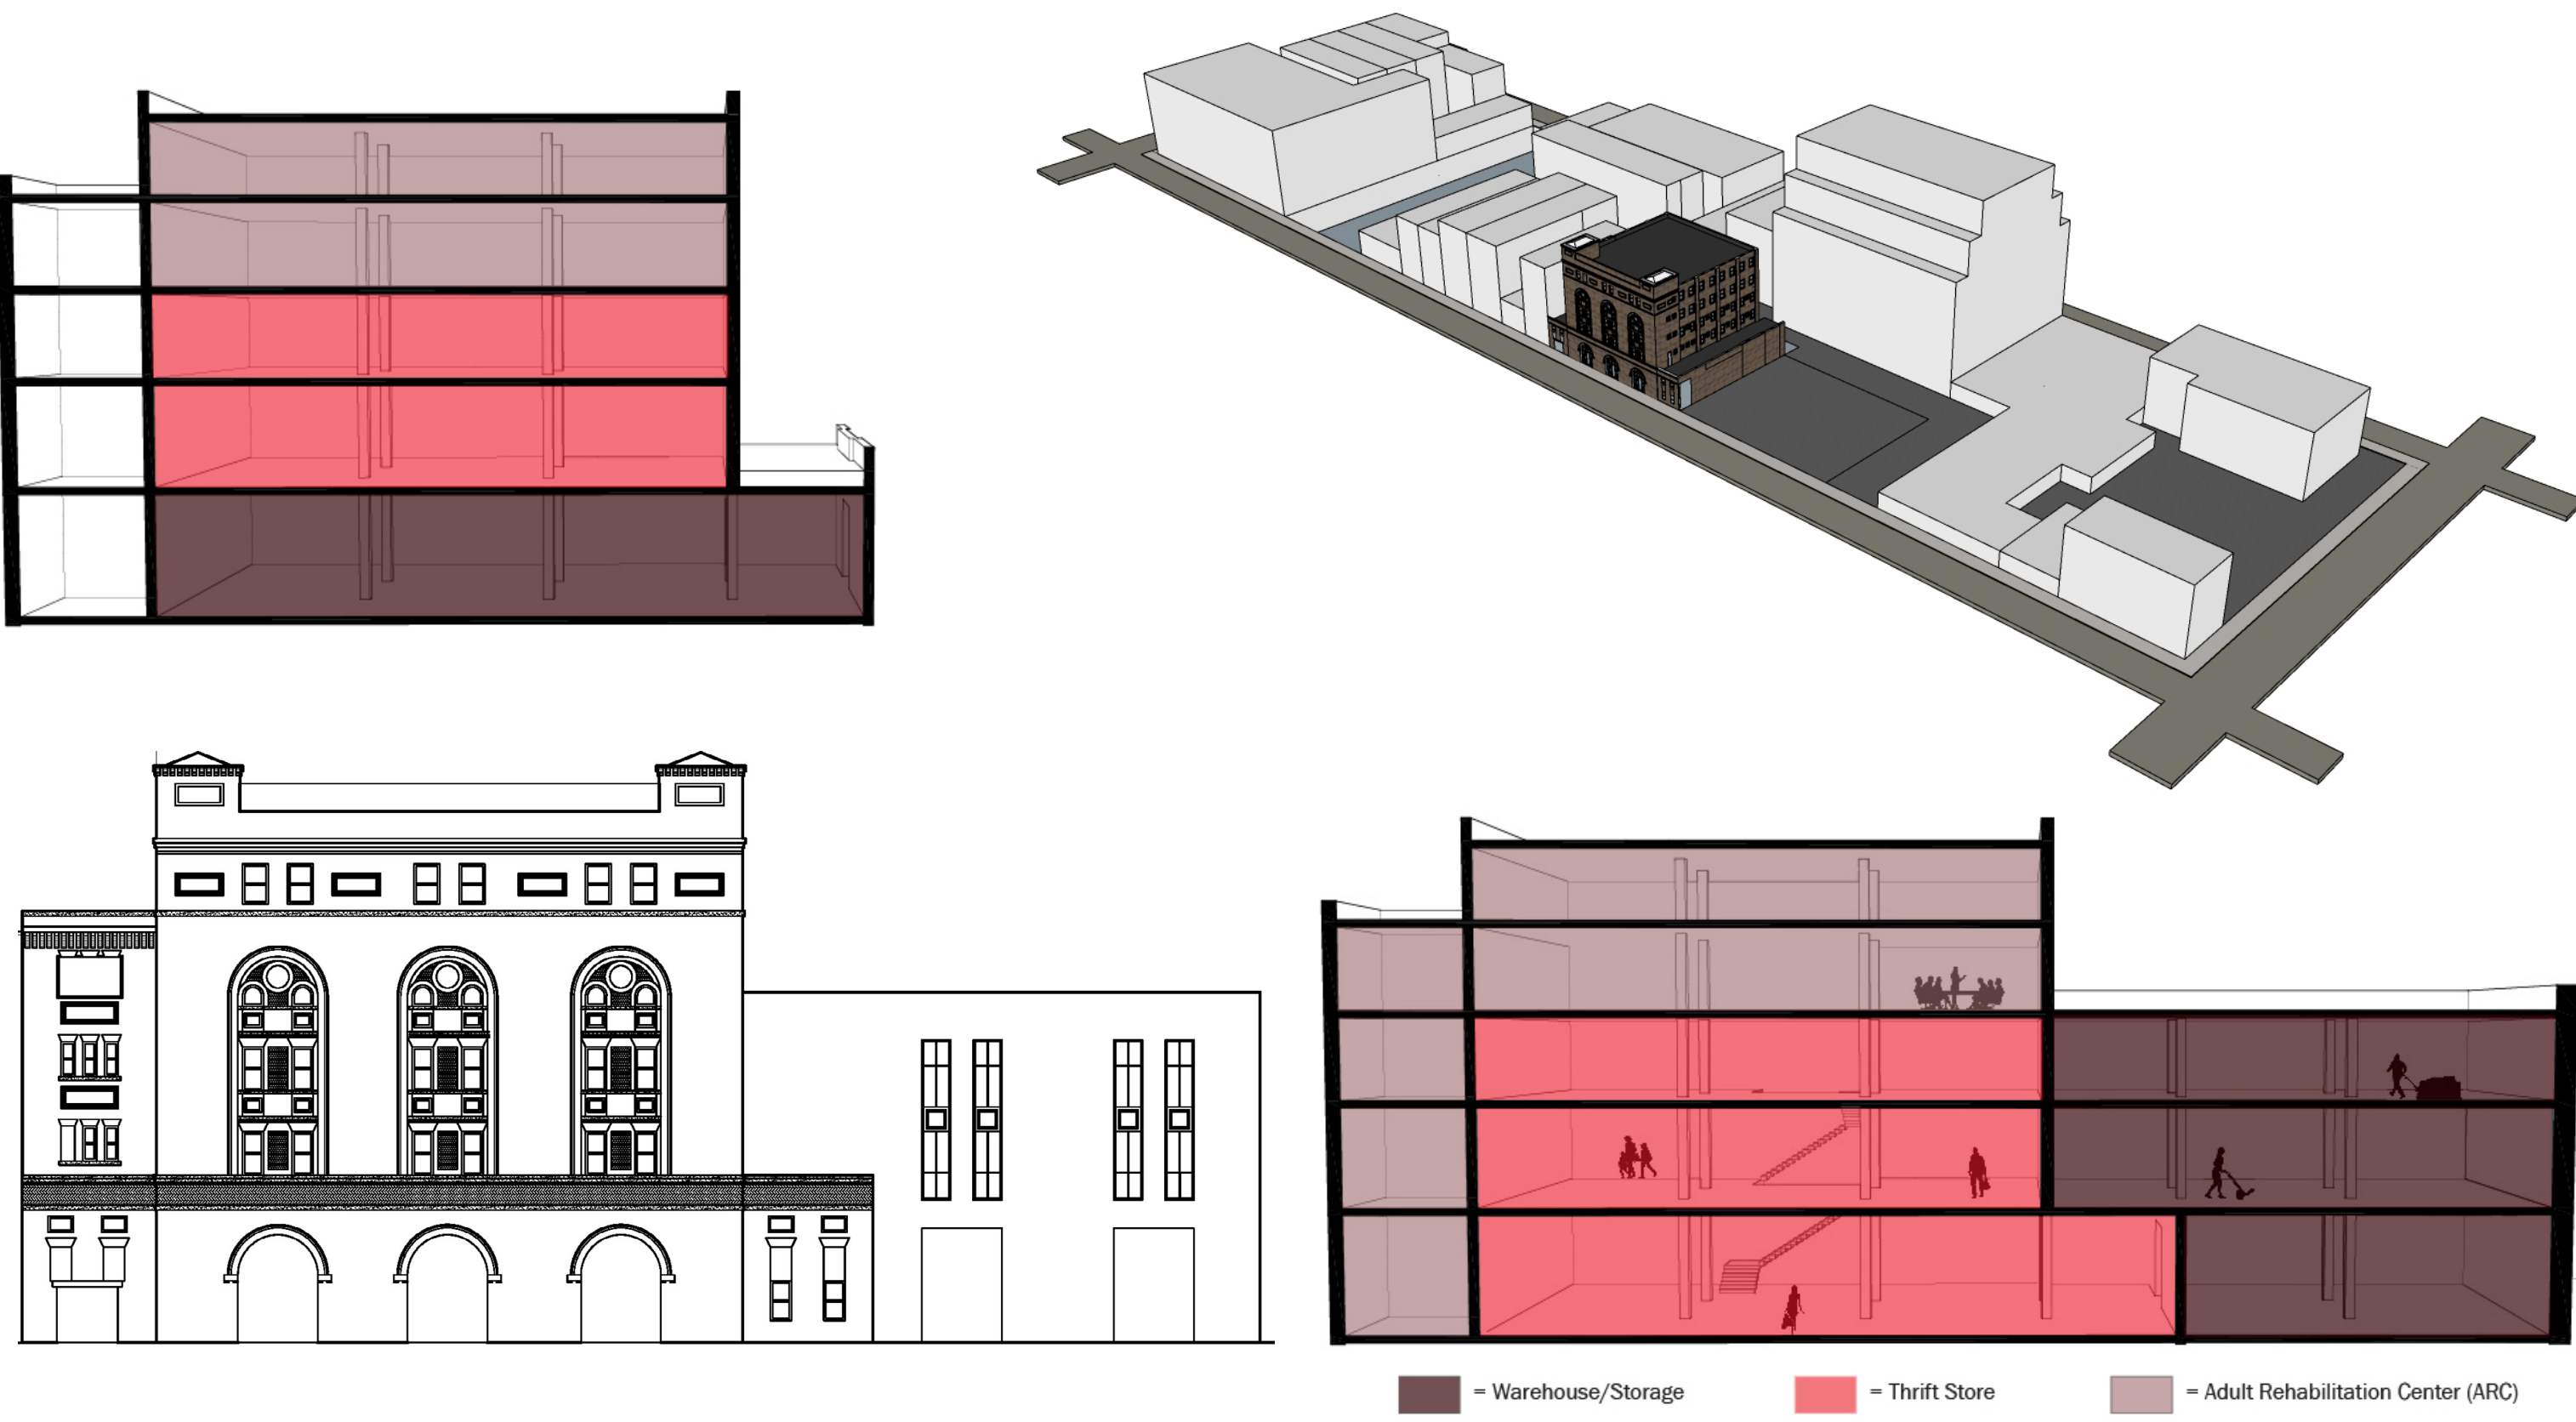 = Warehouse/Storage
= Thrift Store
= Adult Rehabilitation Center (ARC)